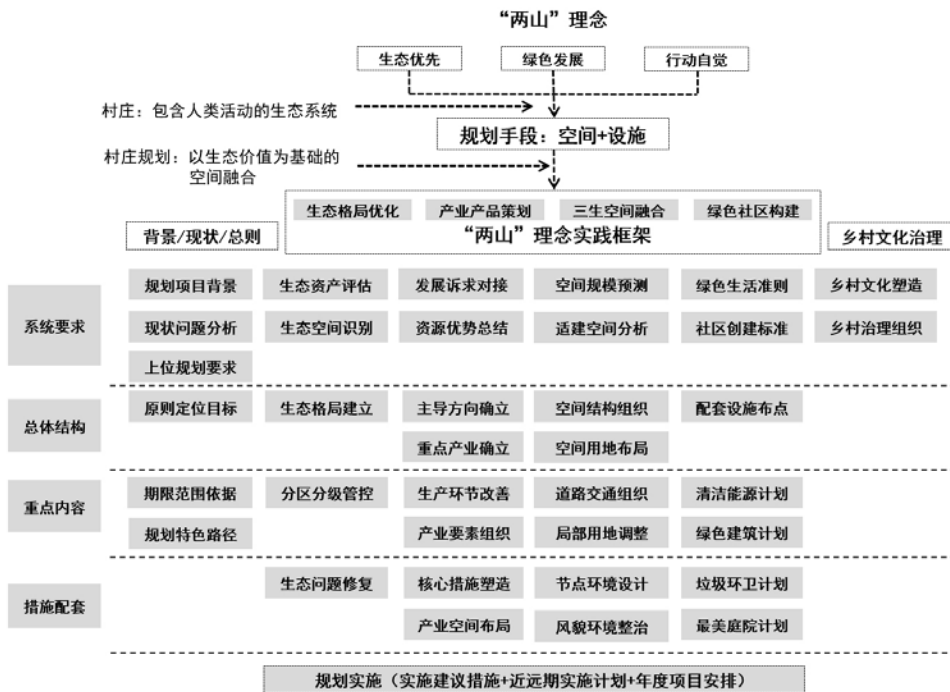 “两山”理念
生态优先
绿色发展
行动自觉
村庄：包含人类活动的生态系统
规划手段：空间+设施
村庄规划：以生态价值为基础的
空间融合
生态格局优化
产业产品策划
三生空间融合
绿色社区构建
背景/现状/总则
“两山”理念实践框架
乡村文化治理
系统要求
规划项目背景
生态资产评估
发展诉求对接
空间规模预测
绿色生活准则
乡村文化塑造
现状问题分析
生态空间识别
资源优势总结
适建空间分析
社区创建标准
乡村治理组织
上位规划要求
总体结构
原则定位目标
生态格局建立
主导方向确立
空间结构组织
配套设施布点
重点产业确立
空间用地布局
重点内容
期限范围依据
分区分级管控
生产环节改善
道路交通组织
清洁能源计划
规划特色路径
产业要素组织
局部用地调整
绿色建筑计划
措施配套
生态问题修复
核心措施塑造
节点环境设计
垃圾环卫计划
产业空间布局
风貌环境整治
最美庭院计划
规划实施（实施建议措施+近远期实施计划+年度项目安排）